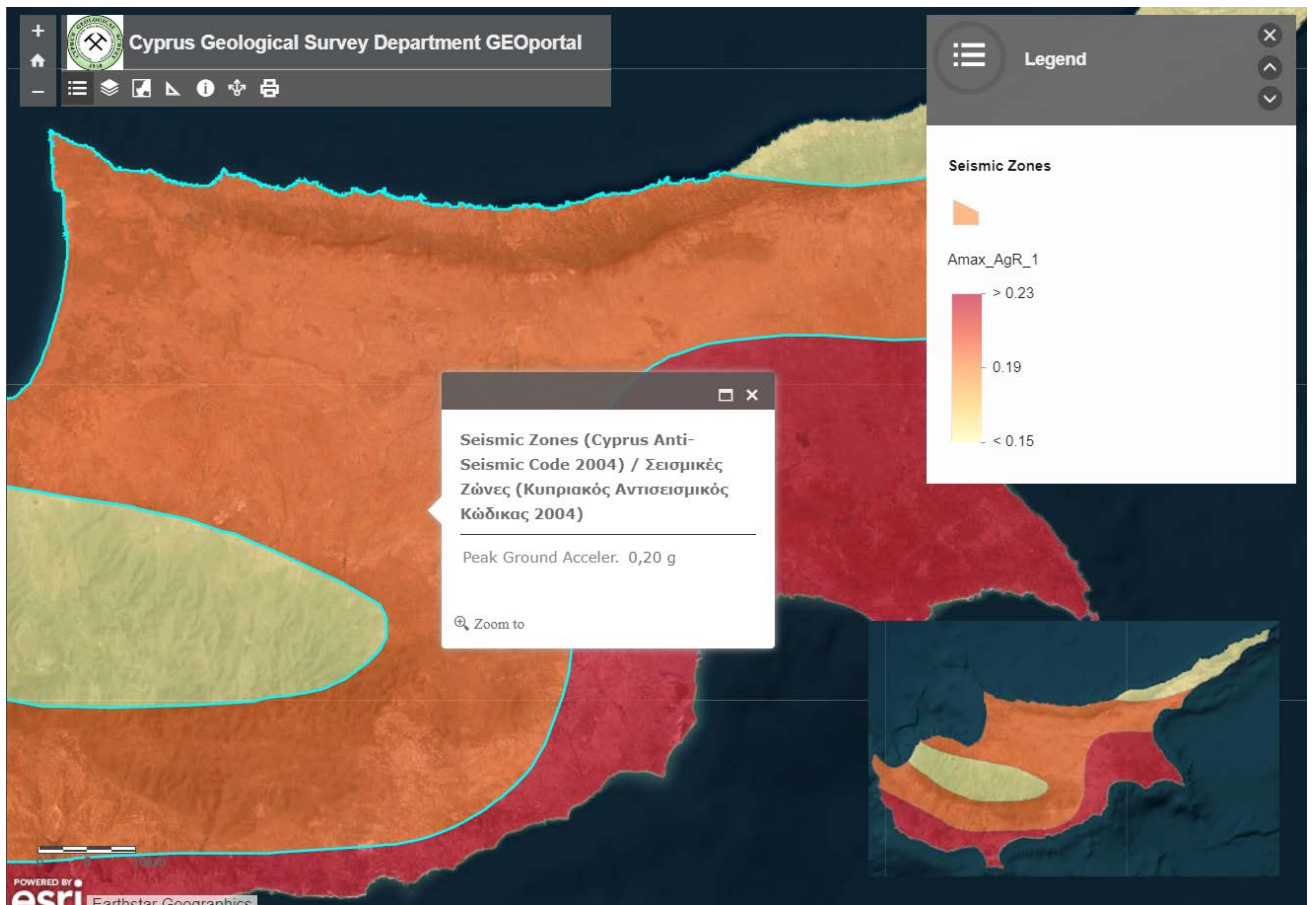 Cyprus Geological Survey Department GEOportal
Legend
Seismic Zones
Amax_AgR_1
> 0.23
0.19
< 0.15
Seismic Zones (Cyprus Anti-
Seismic Code 2004) / Σεισμικές
Ζώνες (Κυπριακός Αντισεισμικός
Κώδικας 2004)
Peak Ground Acceler. 0,20 g
Zoom to
POWERED BY
esri
Earthstar Geographics